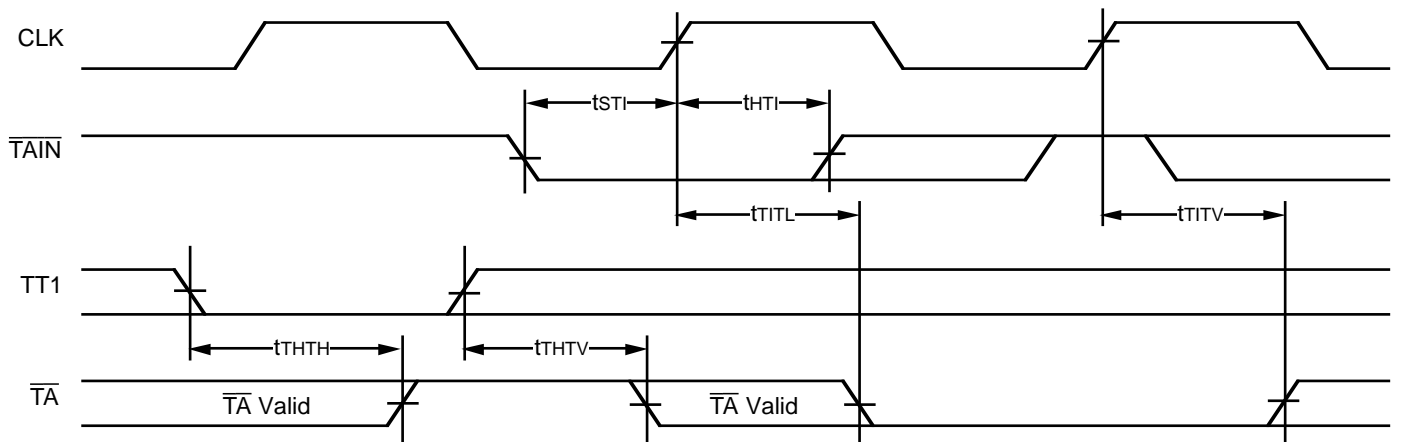 CLK
tSTI
tHTI
TAIN
tTITL
tTITV
TT1
tTHTH
tTHTV
TA
TA Valid
TA Valid